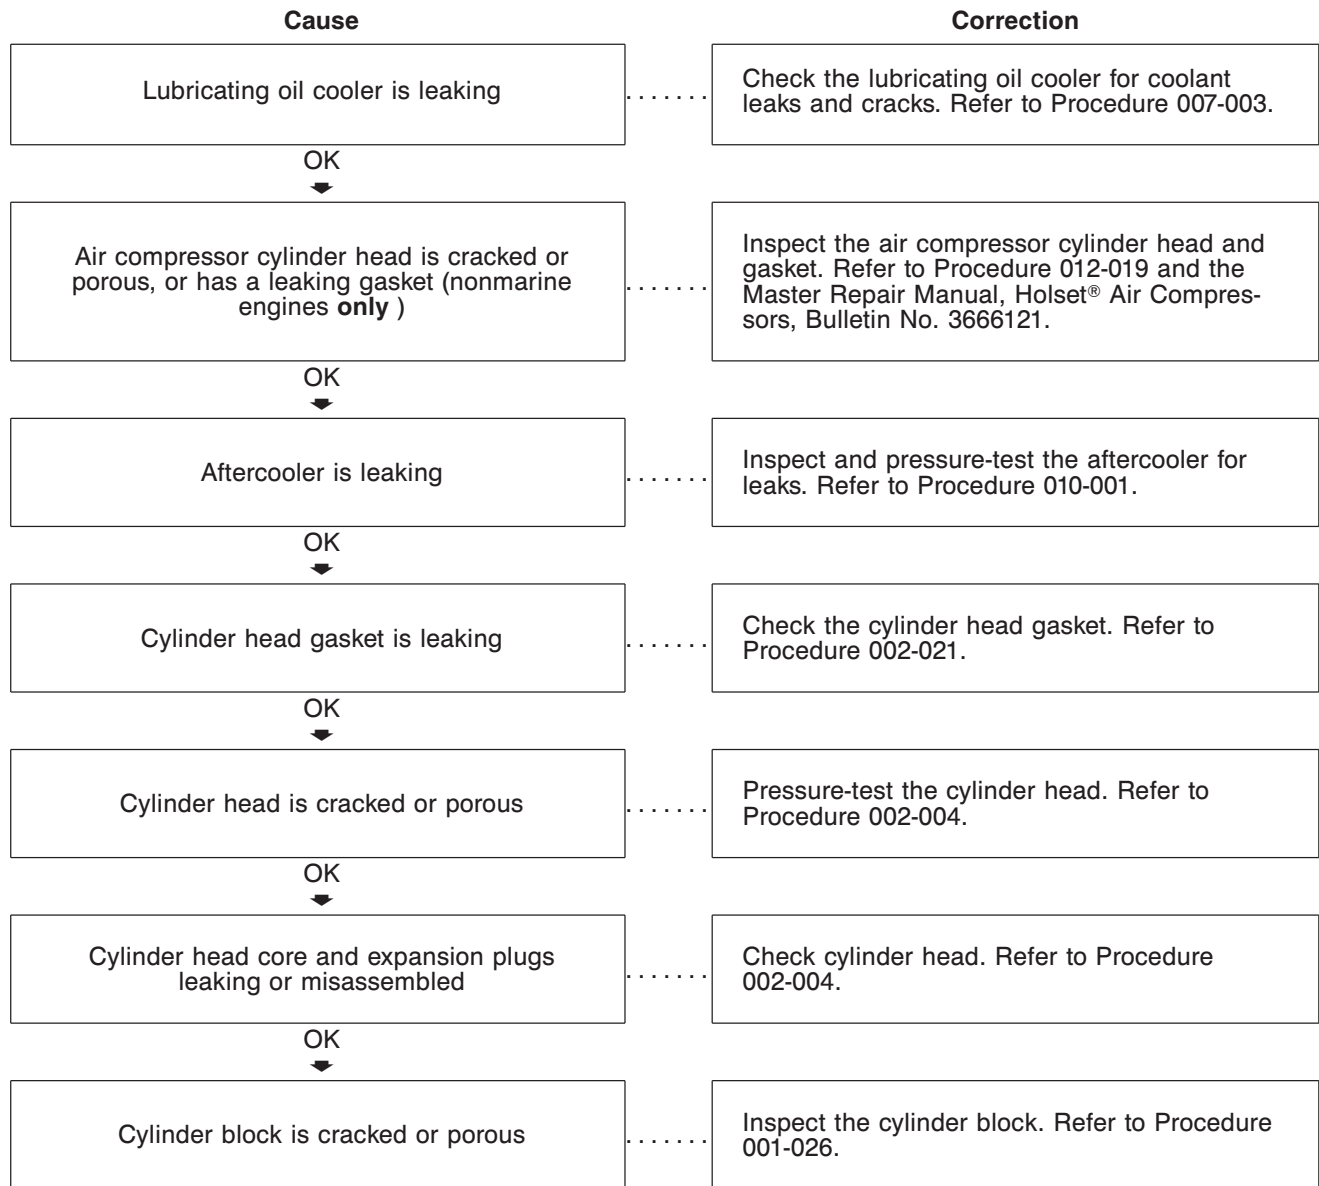 Cause
Correction
Lubricating oil cooler is leaking
. . . . . . .
Check the lubricating oil cooler for coolant
leaks and cracks. Refer to Procedure 007-003.
OK
Air compressor cylinder head is cracked or
porous, or has a leaking gasket (nonmarine
engines only )
. . . . . . .
Inspect the air compressor cylinder head and
gasket. Refer to Procedure 012-019 and the
Master Repair Manual, Holset® Air Compres-
sors, Bulletin No. 3666121.
OK
Aftercooler is leaking
. . . . . . .
Inspect and pressure-test the aftercooler for
leaks. Refer to Procedure 010-001.
OK
Cylinder head gasket is leaking
. . . . . . .
Check the cylinder head gasket. Refer to
Procedure 002-021.
OK
Cylinder head is cracked or porous
. . . . . . .
Pressure-test the cylinder head. Refer to
Procedure 002-004.
OK
Cylinder head core and expansion plugs
leaking or misassembled
. . . . . . .
Check cylinder head. Refer to Procedure
002-004.
OK
Cylinder block is cracked or porous
. . . . . . .
Inspect the cylinder block. Refer to Procedure
001-026.